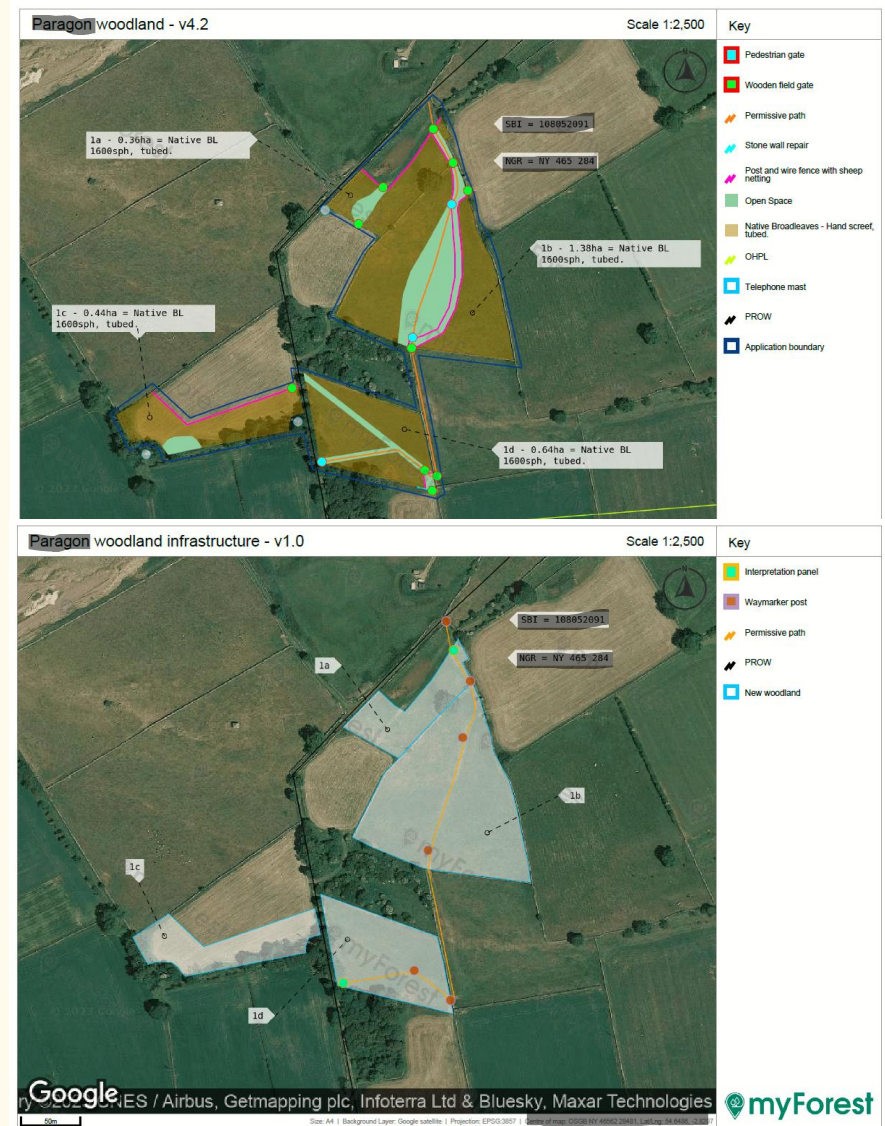 Paragon woodland - v4.2
Scale 1:2,500
Key
N
Pedestrian gate
Wooden field gate
Permissive path
Stone wall repair
Post and wire fence with sheep
netting
Open Space
Native Broadleaves - Hand screef,
tubed.
OHPL
Telephone mast
PROW
Application boundary
SBI = 108052091
NGR = NY 465 284
1a - 0.36ha = Native BL
1600sph, tubed.
1b - 1.38ha = Native BL
1600sph, tubed.
1c - 0.44ha = Native BL
1600sph, tubed.
1d - 0.64ha = Native BL
1600sph, tubed.
Paragon woodland infrastructure - v1.0
Scale 1:2,500
Key
N
Interpretation panel
Waymarker post
Permissive path
PROW
New woodland
SBI = 108052091
NGR = NY 465 284
1a
1b
1c
1d
myForest
myForest
Google
CNES / Airbus, Getmapping plc, Infoterra Ltd & Bluesky, Maxar Technologies
myForest
50m
Size: A4 | Background Layer: Google satellite | Projection: EPSG:3857 |